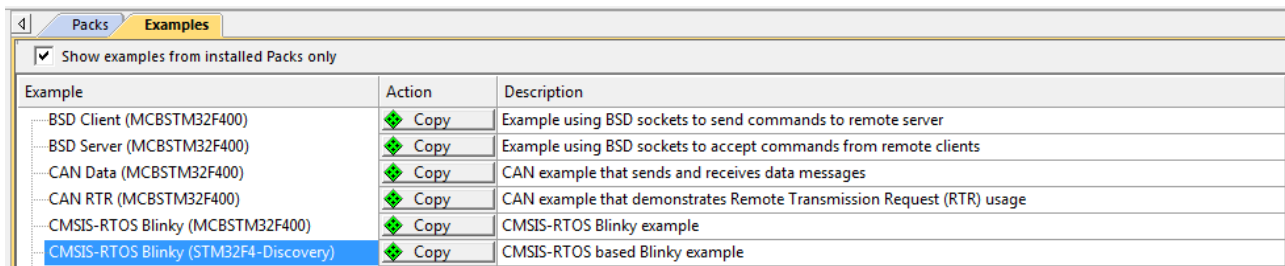 Packs Examples
Show examples from installed Packs only
Example Action Description
BSD Client (MCBSTM32F400) Copy Example using BSD sockets to send commands to remote server
BSD Server (MCBSTM32F400) Copy Example using BSD sockets to accept commands from remote clients
CAN Data (MCBSTM32F400) Copy CAN example that sends and receives data messages
CAN RTR (MCBSTM32F400) Copy CAN example that demonstrates Remote Transmission Request (RTR) usage
CMSIS-RTOS Blinky (MCBSTM32F400) Copy CMSIS-RTOS Blinky example
CMSIS-RTOS Blinky (STM32F4-Discovery) Copy CMSIS-RTOS based Blinky example